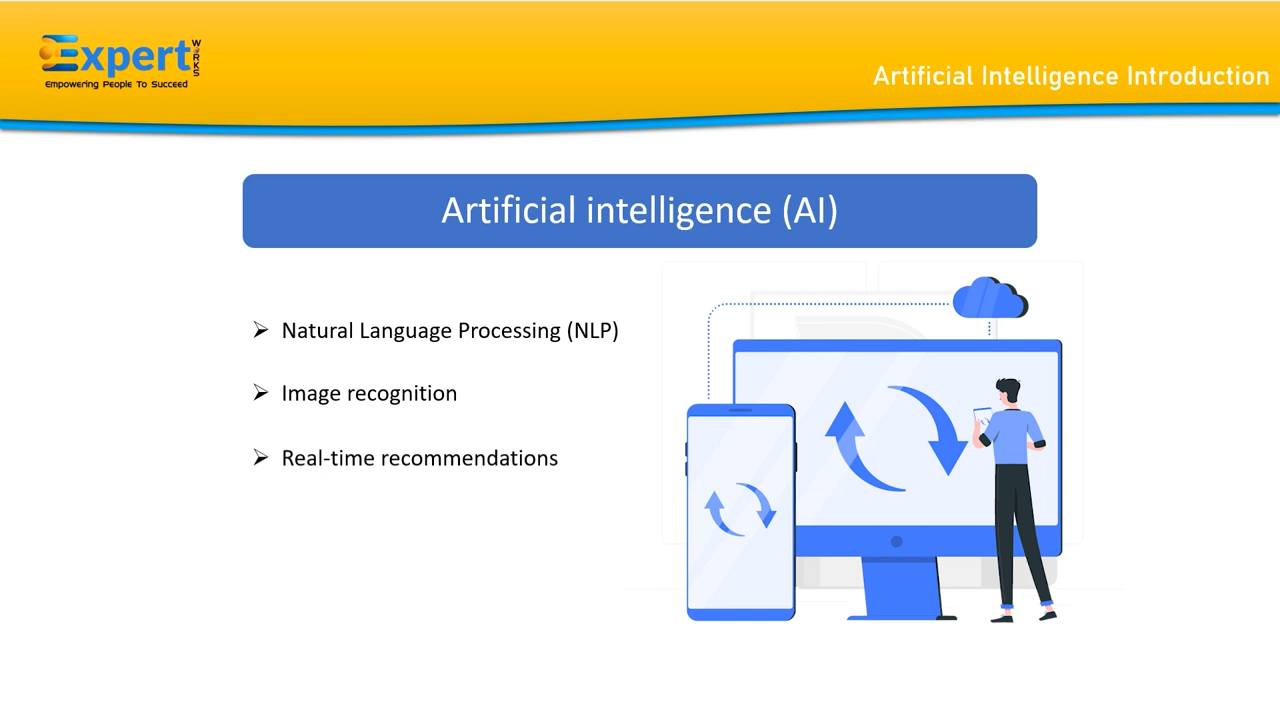 Expert
WORKS
Empowering People To Succeed
Artificial Intelligence Introduction
Artificial intelligence (AI)
Natural Language Processing (NLP)
Image recognition
Real-time recommendations